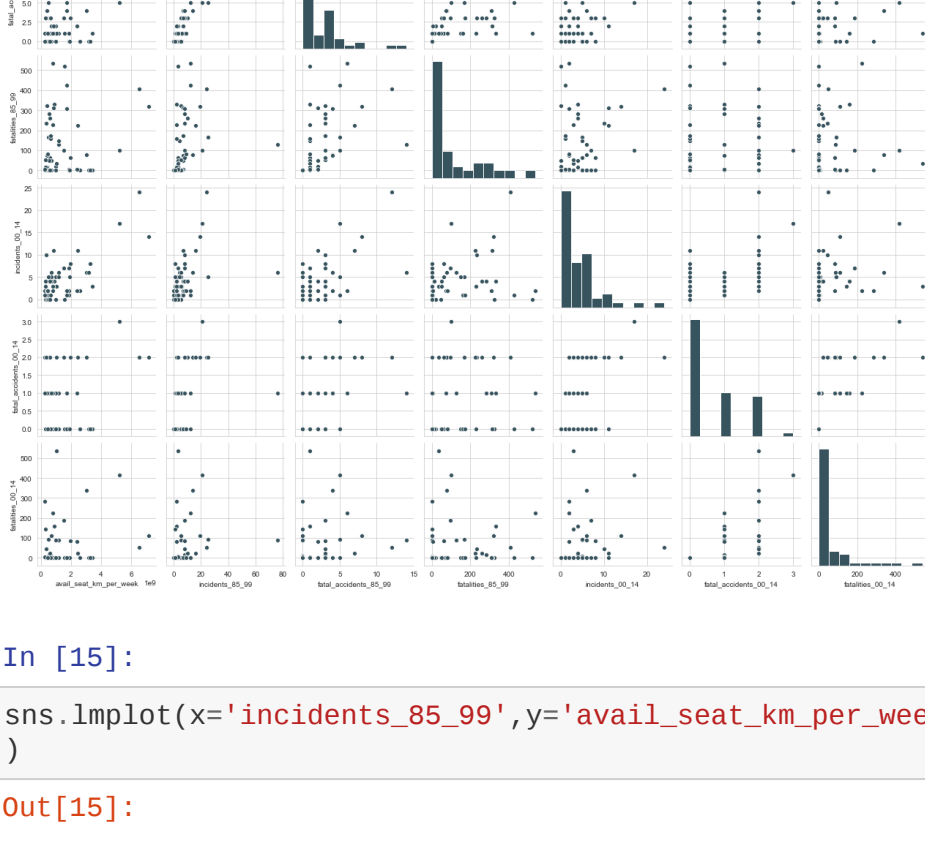 fatal_ac
5.0
2.5
0.0
fatalities_85_99
500
400
300
200
100
0
incidents_00_14
25
20
15
10
5
0
fatal_accidents_00_14
3.0
2.5
2.0
1.5
1.0
0.5
0.0
fatalities_00_14
500
400
300
200
100
0
0 2 4 6 0 20 40 60 80 0 5 10 15 0 200 400 0 10 20 0 1 2 3 0 200 400
avail_seat_km_per_week 1e9 incidents_85_99 fatal_accidents_85_99 fatalities_85_99 incidents_00_14 fatal_accidents_00_14 fatalities_00_14
In [15]:
sns.lmplot(x='incidents_85_99',y='avail_seat_km_per_wee
)
Out[15]: